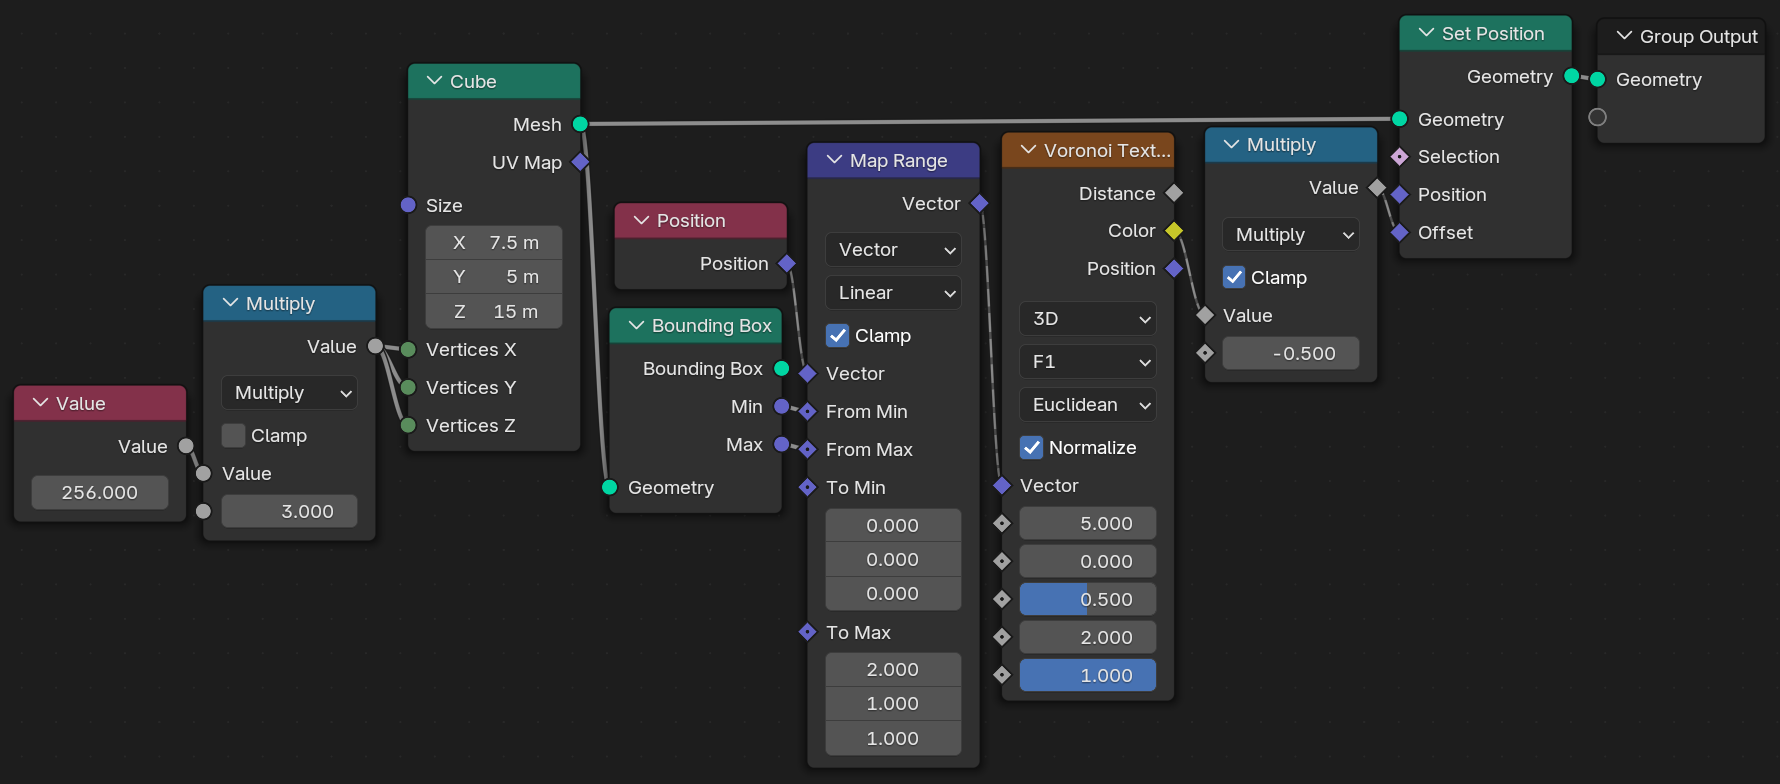 Value
Value
256.000
Multiply
Value
Multiply
Clamp
Value
3.000
Cube
Mesh
UV Map
Size
X 7.5 m
Y 5 m
Z 15 m
Vertices X
Vertices Y
Vertices Z
Position
Position
Bounding Box
Bounding Box
Min
Max
Geometry
Map Range
Vector
Vector
Linear
Clamp
Vector
From Min
From Max
To Min
0.000
0.000
0.000
To Max
2.000
1.000
1.000
Voronoi Text...
Distance
Color
Position
3D
F1
Euclidean
Normalize
Vector
5.000
0.000
0.500
2.000
1.000
Multiply
Value
Multiply
Clamp
Value
-0.500
Set Position
Geometry
Geometry
Selection
Position
Offset
Group Output
Geometry